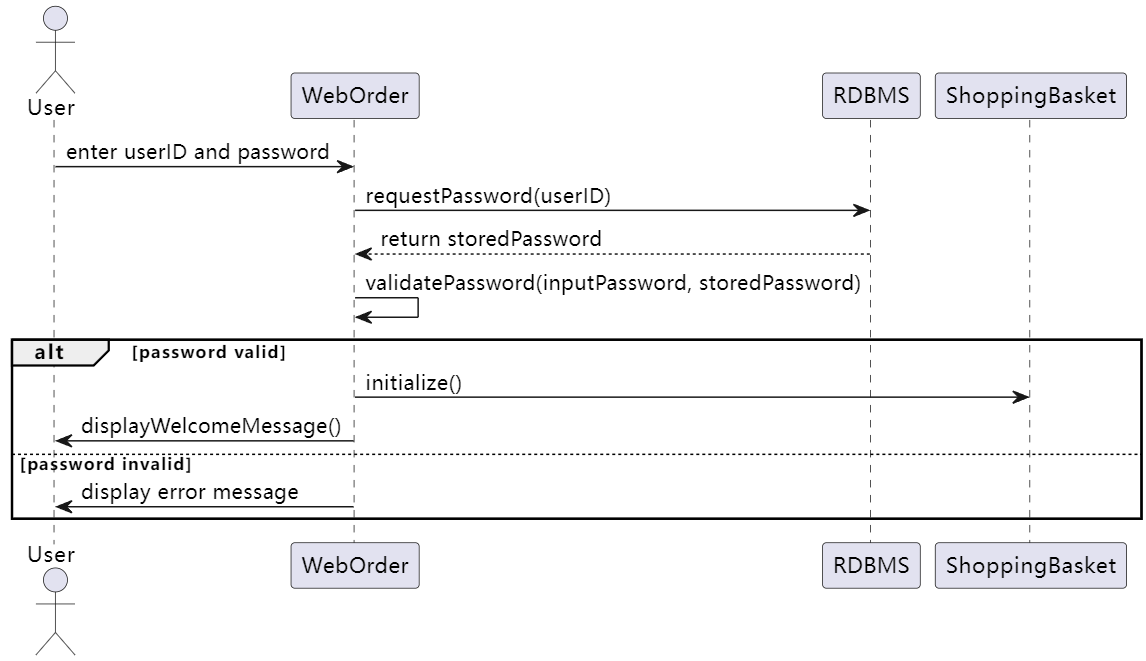 User
WebOrder
RDBMS
ShoppingBasket
enter userID and password
requestPassword(userID)
return storedPassword
validatePassword(inputPassword, storedPassword)
alt
[password valid]
initialize()
displayWelcomeMessage()
[password invalid]
display error message
User
WebOrder
RDBMS
ShoppingBasket